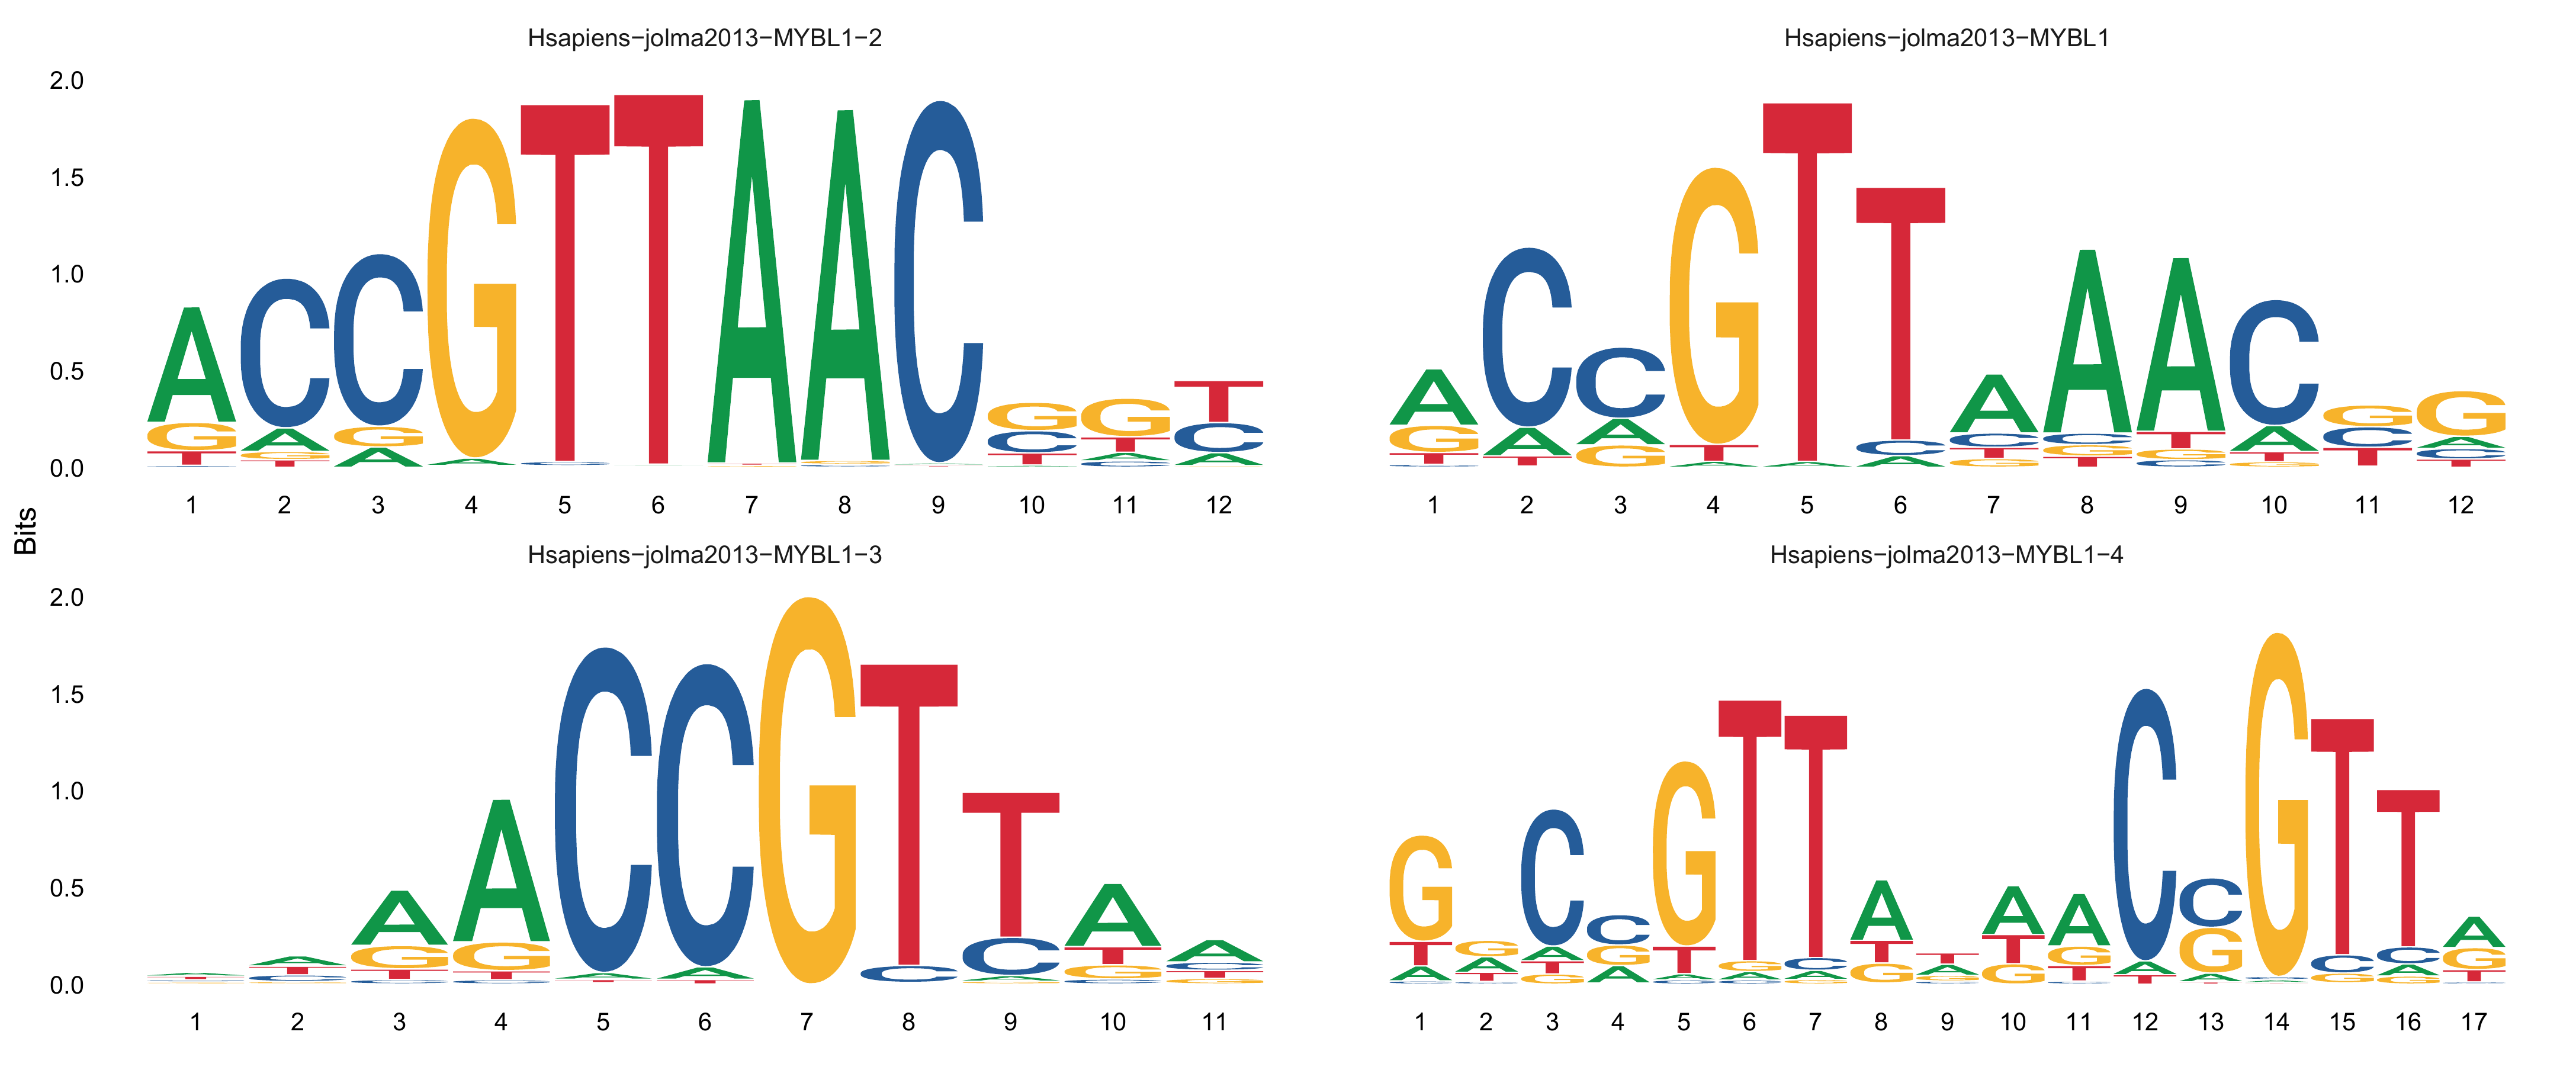 Hsapiens−jolma2013−MYBL1−2
Hsapiens−jolma2013−MYBL1
2.0
1.5
1.0
0.5
0.0
A G T C
C A G T
C G A
G A
T C
T
A T
A C
C A
G C T
G T A C
T C A
A G T C
C A T
C A G
G T A
T A
T C A
A C T G
A C G T
A T G C
C A T G
G C T
G A C T
1 2 3 4 5 6 7 8 9 10 11 12
1 2 3 4 5 6 7 8 9 10 11 12
Bits
Hsapiens−jolma2013−MYBL1−3
Hsapiens−jolma2013−MYBL1−4
2.0
1.5
1.0
0.5
0.0
A T
A T C
A G T C
A G T C
C A T
C A T
G
T C
T C A
A T G C
A C T G
G T A C
G A T
C A T G
C G A
G T A C
T G A C
T C A G
A T G
T A G
A T G
A G T
C A T
C G A T
G
T C G
T C A G
A G T
1 2 3 4 5 6 7 8 9 10 11
1 2 3 4 5 6 7 8 9 10 11 12 13 14 15 16 17